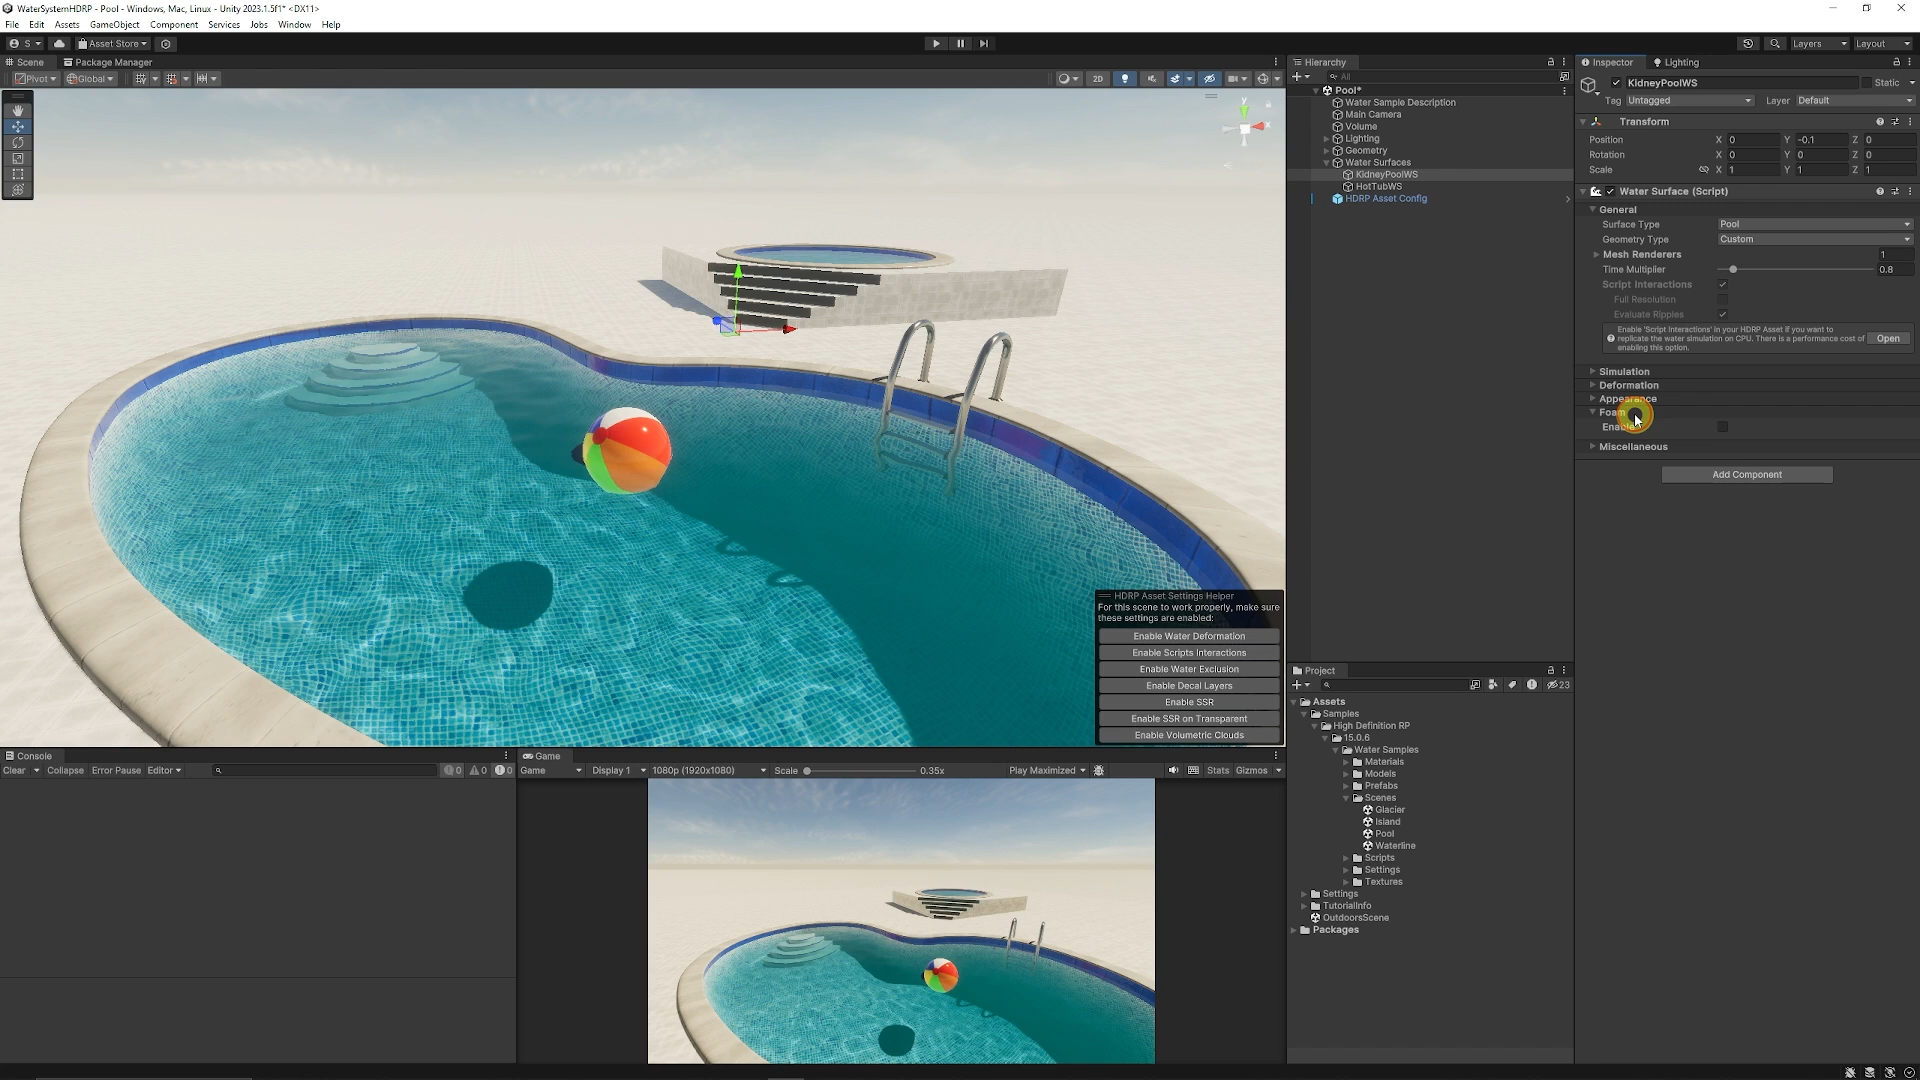 WaterSystemHDRP - Pool - Windows, Mac, Linux - Unity 2023.1.5f1* <DX11>
File Edit Assets GameObject Component Services Jobs Window Help
S Asset Store Layers Layout
Scene Package Manager
Pivot Global 2D
y
x
HDRP Asset Settings Helper
For this scene to work properly, make sure
these settings are enabled:
Enable Water Deformation
Enable Scripts Interactions
Enable Water Exclusion
Enable Decal Layers
Enable SSR
Enable SSR on Transparent
Enable Volumetric Clouds
Hierarchy
All
Pool*
Water Sample Description
Main Camera
Volume
Lighting
Geometry
Water Surfaces
KidneyPoolWS
HotTubWS
HDRP Asset Config
Inspector Lighting
KidneyPoolWS Static
Tag Untagged Layer Default
Transform
Position X 0 Y -0.1 Z 0
Rotation X 0 Y 0 Z 0
Scale X 1 Y 1 Z 1
Water Surface (Script)
General
Surface Type Pool
Geometry Type Custom
Mesh Renderers 1
Time Multiplier 0.8
Script Interactions
Full Resolution
Evaluate Ripples
Enable 'Script Interactions' in your HDRP Asset if you want to
replicate the water simulation on CPU. There is a performance cost of
enabling this option.
Open
Simulation
Deformation
Appearance
Foam
Enable
Miscellaneous
Add Component
Console
Clear Collapse Error Pause Editor 0 0 0
Game
Game Display 1 1080p (1920x1080) Scale 0.35x Play Maximized Stats Gizmos
Project
23
Assets
Samples
High Definition RP
15.0.6
Water Samples
Materials
Models
Prefabs
Scenes
Glacier
Island
Pool
Waterline
Scripts
Settings
Textures
Settings
TutorialInfo
OutdoorsScene
Packages